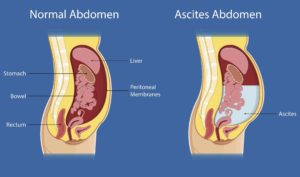 Normal Abdomen
Ascites Abdomen
Liver
Stomach
Bowel
Peritoneal
Membranes
Rectum
Ascites